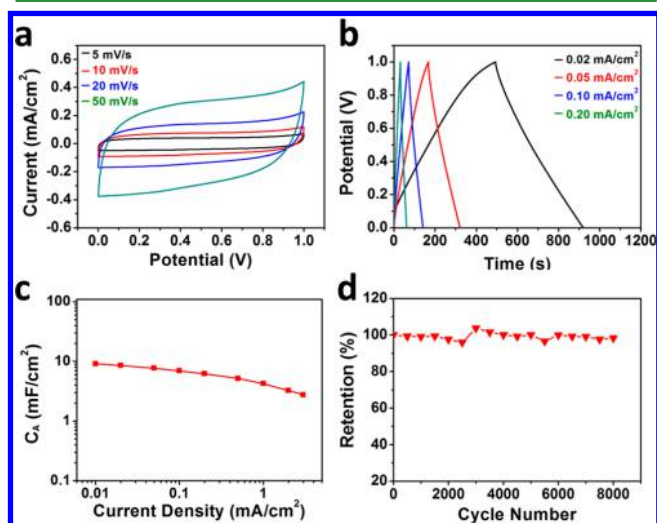 a
5 mV/s
10 mV/s
20 mV/s
50 mV/s
0.6
0.4
0.2
0.0
-0.2
-0.4
-0.6
Current (mA/cm²)
0.0 0.2 0.4 0.6 0.8 1.0
Potential (V)
b
0.02 mA/cm²
0.05 mA/cm²
0.10 mA/cm²
0.20 mA/cm²
1.0
0.8
0.6
0.4
0.2
0.0
Potential (V)
0 200 400 600 800 1000 1200
Time (s)
c
100
10
1
0.1
C_A (mF/cm²)
0.01 0.1 1
Current Density (mA/cm²)
d
120
100
80
60
40
20
Retention (%)
0 2000 4000 6000 8000
Cycle Number